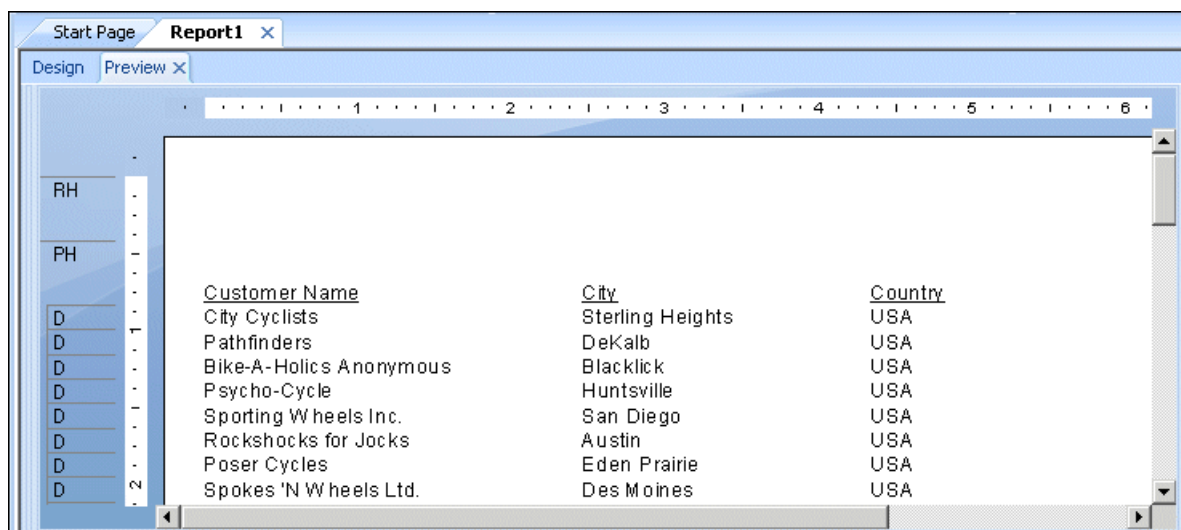 Start Page Report1 ×
Design Preview ×
1 2 3 4 5 6
RH
PH
Customer Name City Country
D City Cyclists Sterling Heights USA
1
D Pathfinders DeKalb USA
D Bike-A-Holics Anonymous Blacklick USA
D Psycho-Cycle Huntsville USA
D Sporting Wheels Inc. San Diego USA
D Rockshocks for Jocks Austin USA
D Poser Cycles Eden Prairie USA
D 2 Spokes 'N Wheels Ltd. Des Moines USA